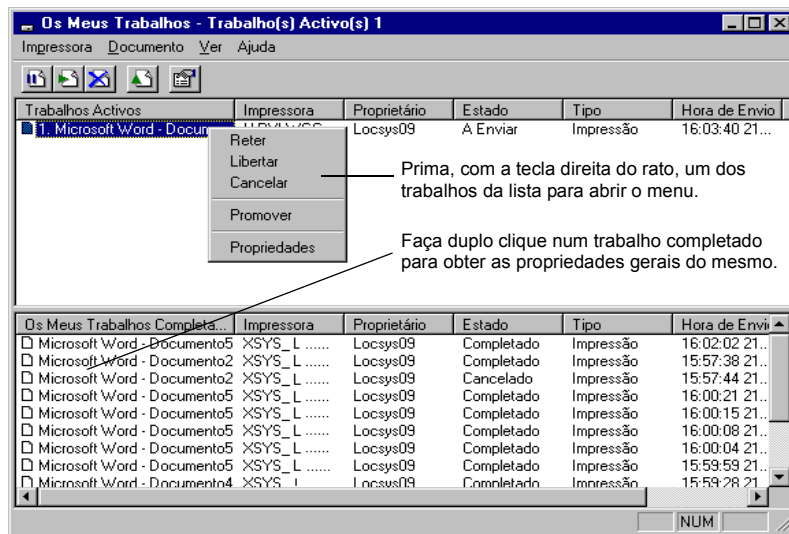 Os Meus Trabalhos - Trabalho(s) Activo(s) 1
Impressora Documento Ver Ajuda
Trabalhos Activos Impressora Proprietário Estado Tipo Hora de Envio
1. Microsoft Word - Docum Locsys09 A Enviar Impressão 16:03:40 21...
Reter
Libertar
Cancelar
Promover
Propriedades
Prima, com a tecla direita do rato, um dos
trabalhos da lista para abrir o menu.
Faça duplo clique num trabalho completado
para obter as propriedades gerais do mesmo.
Os Meus Trabalhos Completa... Impressora Proprietário Estado Tipo Hora de Envi
Microsoft Word - Documento5 XSYS_L ...... Locsys09 Completado Impressão 16:02:02 21..
Microsoft Word - Documento2 XSYS_L ...... Locsys09 Completado Impressão 15:57:38 21..
Microsoft Word - Documento2 XSYS_L ...... Locsys09 Cancelado Impressão 15:57:44 21..
Microsoft Word - Documento5 XSYS_L ...... Locsys09 Completado Impressão 16:00:21 21..
Microsoft Word - Documento5 XSYS_L ...... Locsys09 Completado Impressão 16:00:15 21..
Microsoft Word - Documento5 XSYS_L ...... Locsys09 Completado Impressão 16:00:08 21..
Microsoft Word - Documento5 XSYS_L ...... Locsys09 Completado Impressão 16:00:04 21..
Microsoft Word - Documento5 XSYS_L ...... Locsys09 Completado Impressão 15:59:59 21..
Microsoft Word - Documento4 XSYS_L Locsys09 Completado Impressão 15:59:28 21
NUM